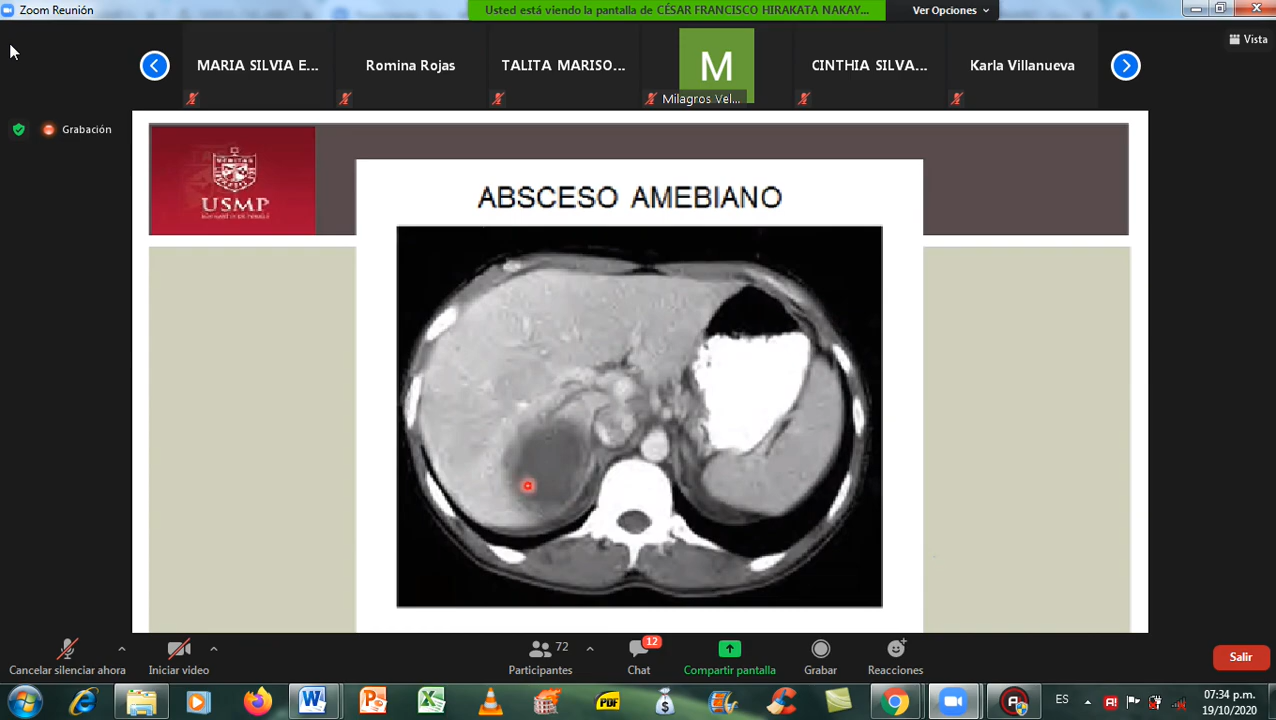 Zoom Reunión
Usted está viendo la pantalla de CÉSAR FRANCISCO HIRAKATA NAKAY...
Ver Opciones
Vista
MARIA SILVIA E...
Romina Rojas
TALITA MARISO...
M
Milagros Vel...
CINTHIA SILVA...
Karla Villanueva
Grabación
USMP
ABSCESO AMEBIANO
Cancelar silenciar ahora
Iniciar video
72
Participantes
12
Chat
Compartir pantalla
Grabar
Reacciones
Salir
PDF
ES
07:34 p.m.
19/10/2020